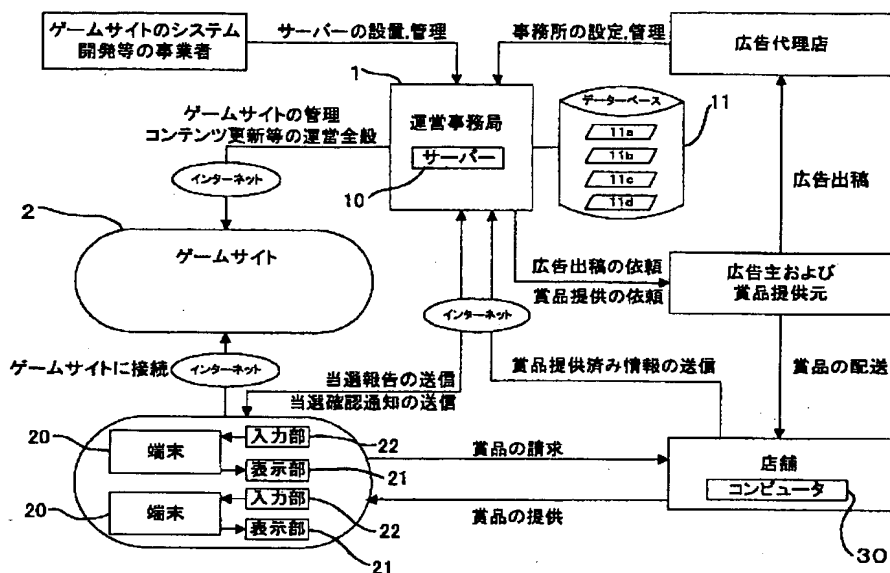 ゲームサイトのシステム
開発等の事業者
サーバーの設置.管理
事務所の設定.管理
広告代理店
1
運営事務局
サーバー
10
データーベース
11a
11b
11c
11d
11
ゲームサイトの管理
コンテンツ更新等の運営全般
インターネット
広告出稿
2
ゲームサイト
広告出稿の依頼
賞品提供の依頼
広告主および
賞品提供元
インターネット
ゲームサイトに接続
インターネット
賞品提供済み情報の送信
賞品の配送
当選報告の送信
当選確認通知の送信
20
端末
入力部
22
表示部
21
20
端末
入力部
22
表示部
21
賞品の請求
賞品の提供
店舗
コンピュータ
30